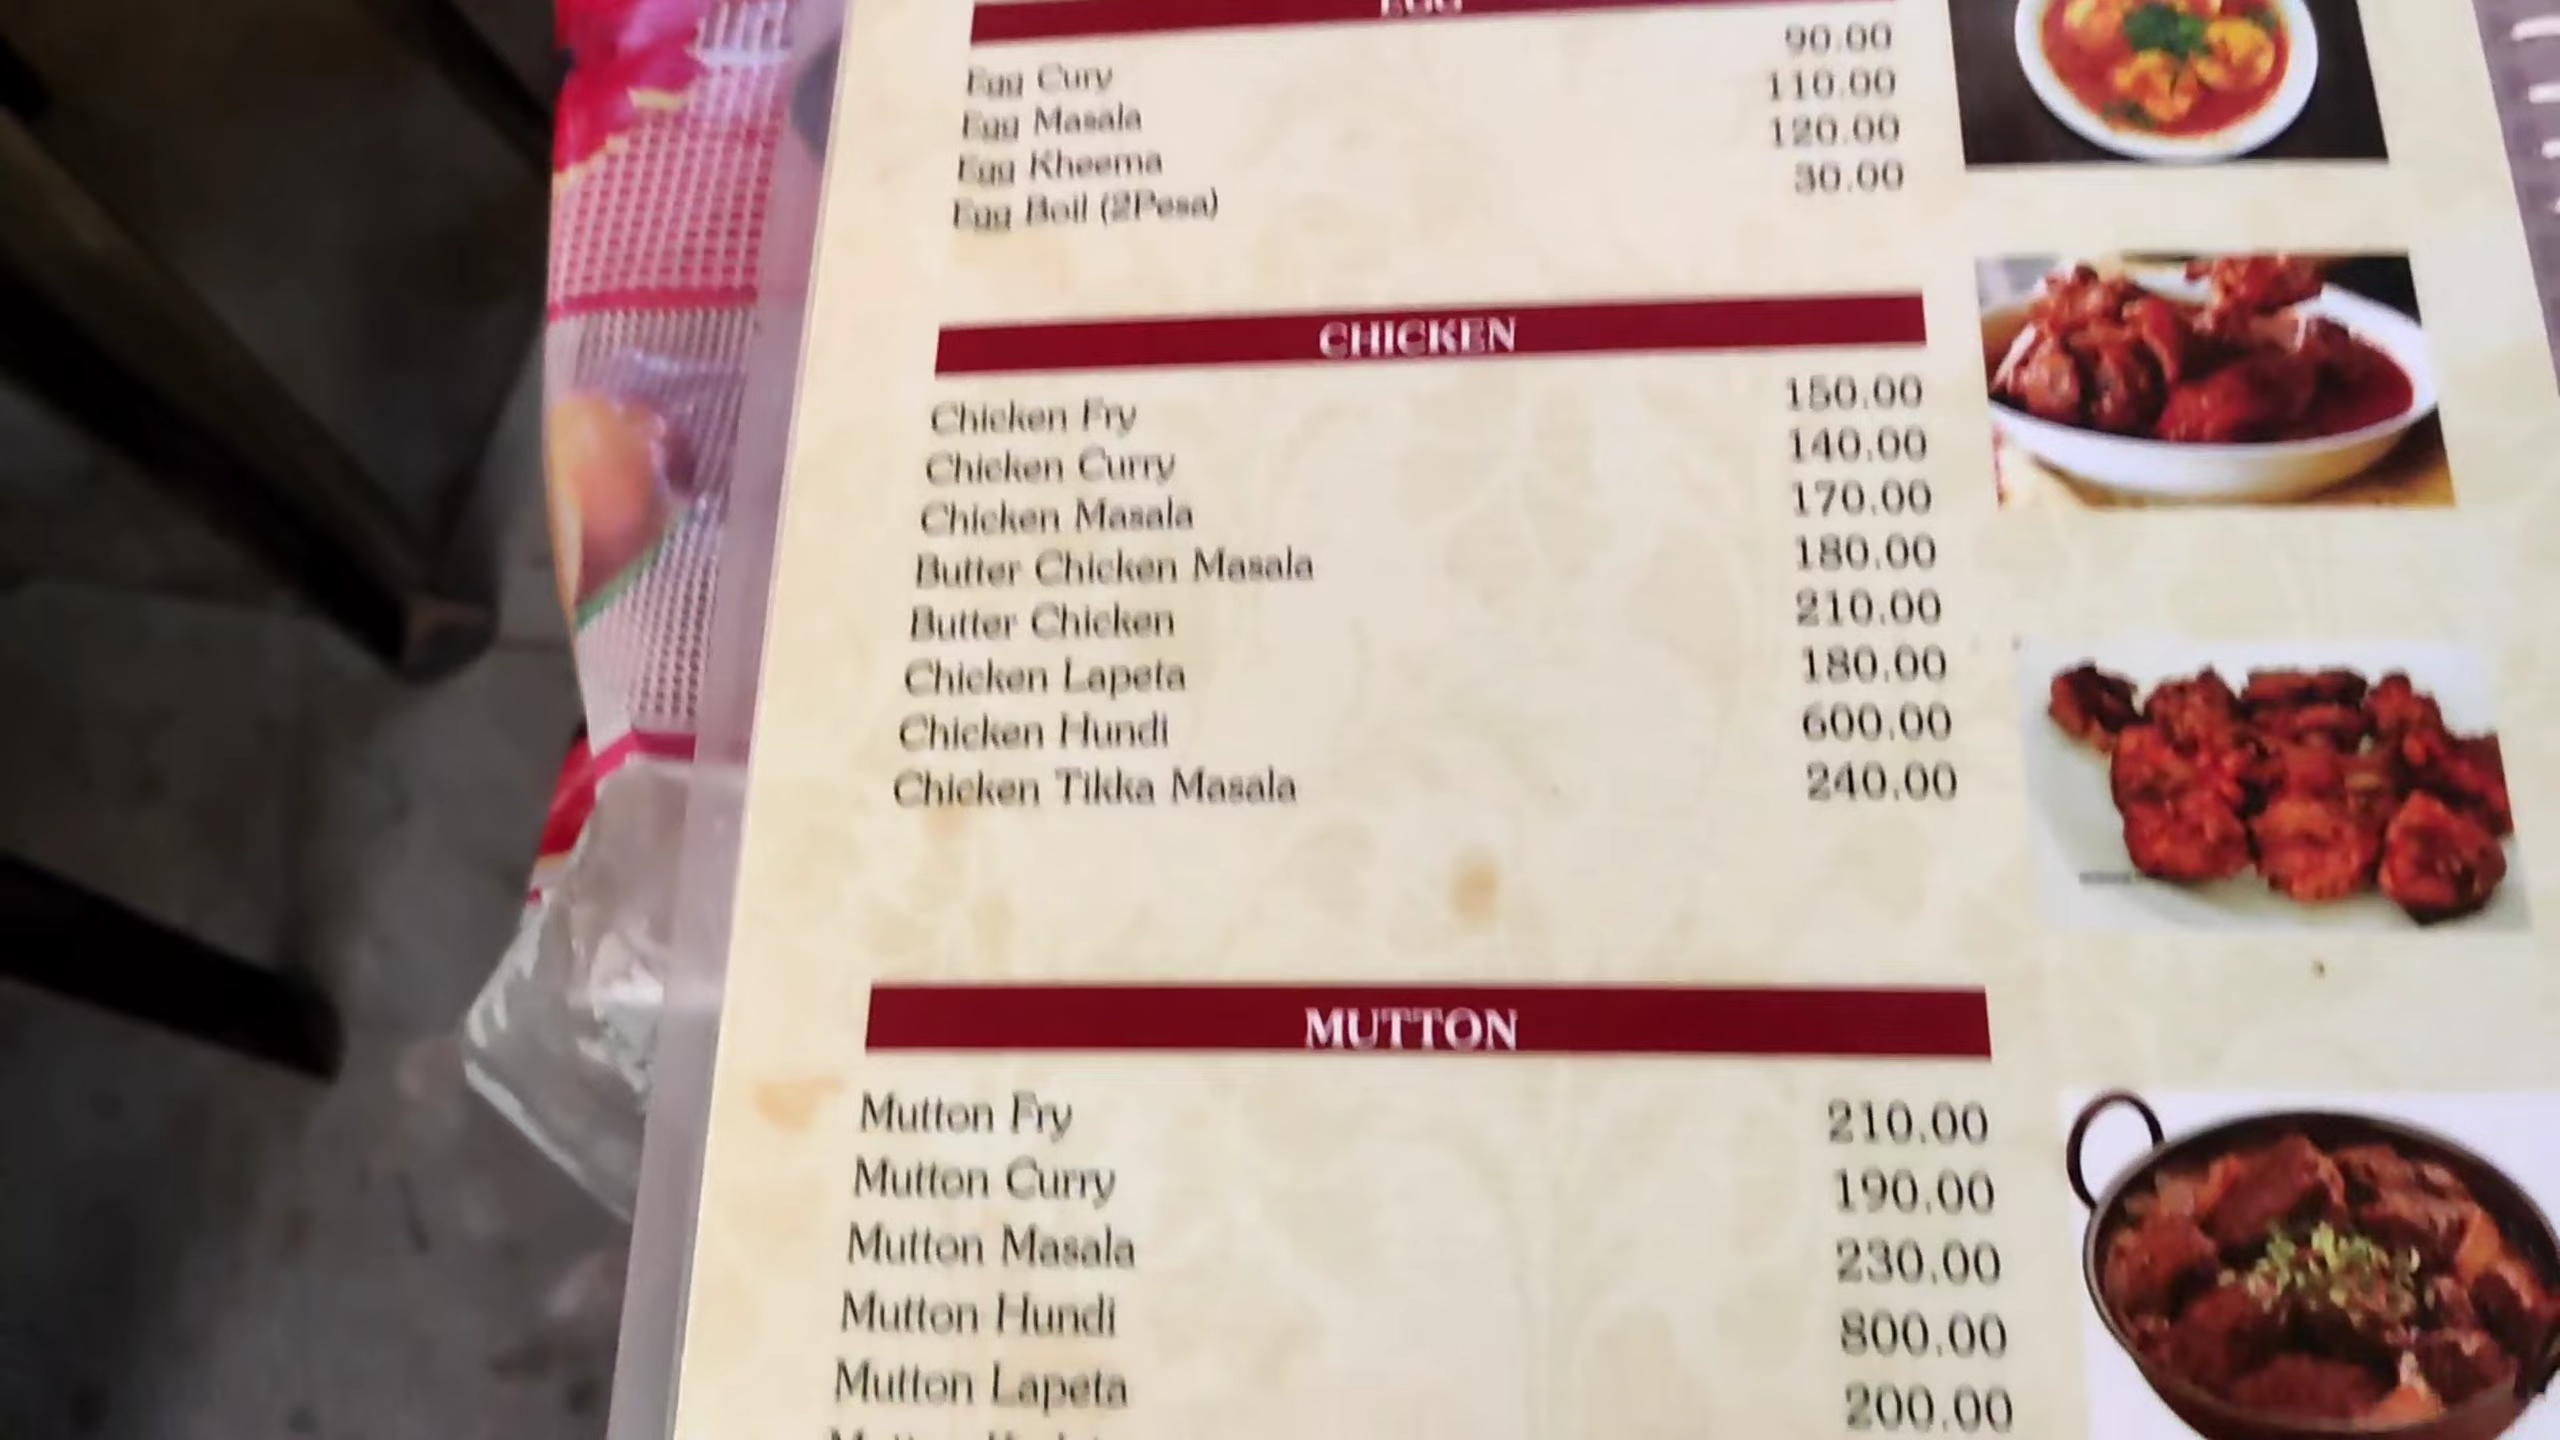 EGG
Egg Cury 90.00
Egg Masala 110.00
Egg Kheema 120.00
Egg Boil (2Pesa) 30.00
CHICKEN
Chicken Fry 150.00
Chicken Curry 140.00
Chicken Masala 170.00
Butter Chicken Masala 180.00
Butter Chicken 210.00
Chicken Lapeta 180.00
Chicken Hundi 600.00
Chicken Tikka Masala 240.00
MUTTON
Mutton Fry 210.00
Mutton Curry 190.00
Mutton Masala 230.00
Mutton Hundi 800.00
Mutton Lapeta 200.00